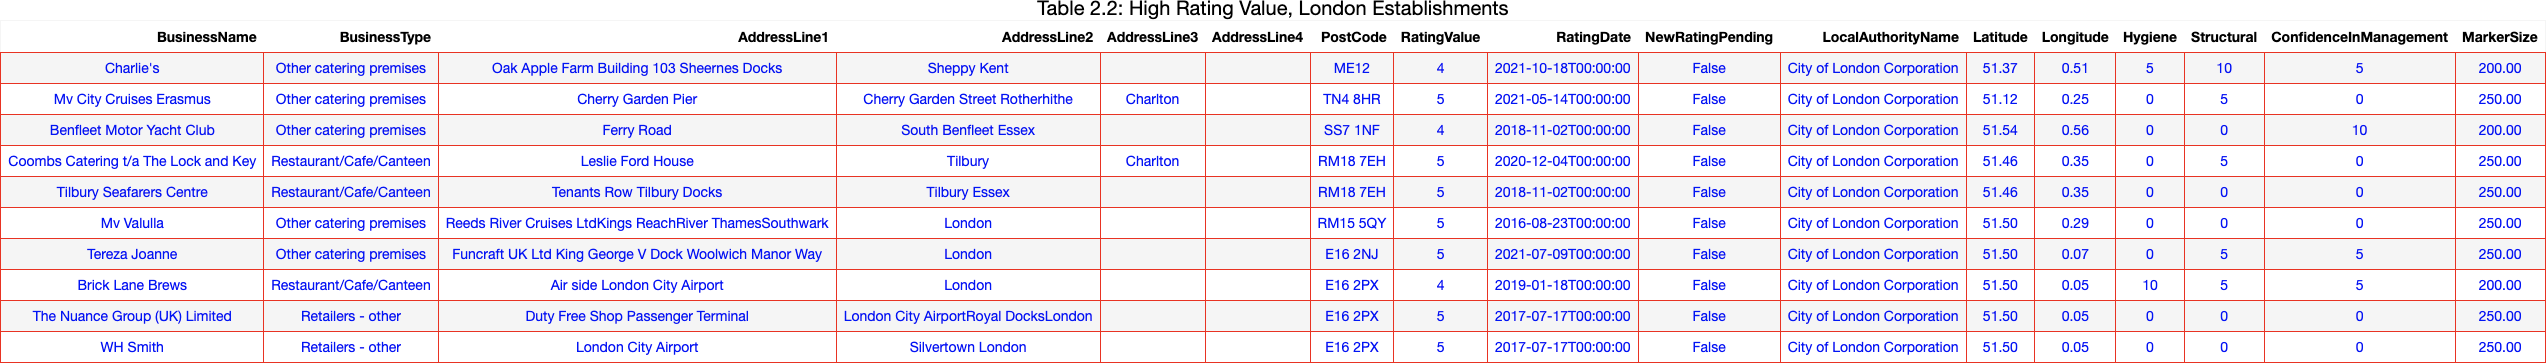 Table 2.2: High Rating Value, London Establishments
BusinessName BusinessType AddressLine1 AddressLine2 AddressLine3 AddressLine4 PostCode RatingValue RatingDate NewRatingPending LocalAuthorityName Latitude Longitude Hygiene Structural ConfidenceInManagement MarkerSize
Charlie's Other catering premises Oak Apple Farm Building 103 Sheernes Docks Sheppy Kent ME12 4 2021-10-18T00:00:00 False City of London Corporation 51.37 0.51 5 10 5 200.00
Mv City Cruises Erasmus Other catering premises Cherry Garden Pier Cherry Garden Street Rotherhithe Charlton TN4 8HR 5 2021-05-14T00:00:00 False City of London Corporation 51.12 0.25 0 5 0 250.00
Benfleet Motor Yacht Club Other catering premises Ferry Road South Benfleet Essex SS7 1NF 4 2018-11-02T00:00:00 False City of London Corporation 51.54 0.56 0 0 10 200.00
Coombs Catering t/a The Lock and Key Restaurant/Cafe/Canteen Leslie Ford House Tilbury Charlton RM18 7EH 5 2020-12-04T00:00:00 False City of London Corporation 51.46 0.35 0 5 0 250.00
Tilbury Seafarers Centre Restaurant/Cafe/Canteen Tenants Row Tilbury Docks Tilbury Essex RM18 7EH 5 2018-11-02T00:00:00 False City of London Corporation 51.46 0.35 0 0 0 250.00
Mv Valulla Other catering premises Reeds River Cruises LtdKings ReachRiver ThamesSouthwark London RM15 5QY 5 2016-08-23T00:00:00 False City of London Corporation 51.50 0.29 0 0 0 250.00
Tereza Joanne Other catering premises Funcraft UK Ltd King George V Dock Woolwich Manor Way London E16 2NJ 5 2021-07-09T00:00:00 False City of London Corporation 51.50 0.07 0 5 5 250.00
Brick Lane Brews Restaurant/Cafe/Canteen Air side London City Airport London E16 2PX 4 2019-01-18T00:00:00 False City of London Corporation 51.50 0.05 10 5 5 200.00
The Nuance Group (UK) Limited Retailers - other Duty Free Shop Passenger Terminal London City AirportRoyal DocksLondon E16 2PX 5 2017-07-17T00:00:00 False City of London Corporation 51.50 0.05 0 0 0 250.00
WH Smith Retailers - other London City Airport Silvertown London E16 2PX 5 2017-07-17T00:00:00 False City of London Corporation 51.50 0.05 0 0 0 250.00